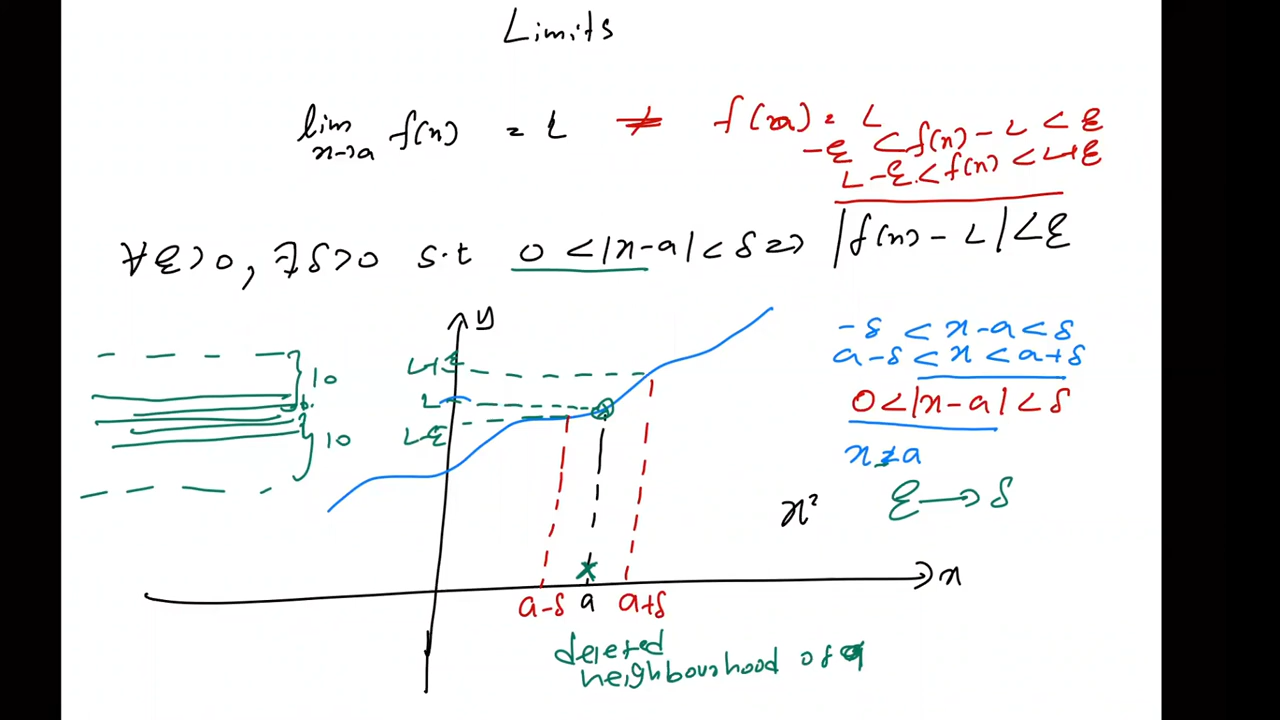 Limits
lim x→a f(x) = L ≠ f(a) = L
-ε < f(x) - L < ε
L-ε < f(x) < L+ε
∀ε>0, ∃δ>0 s.t 0 < |x-a| < δ => |f(x) - L| < ε
y
-δ < x-a < δ
a-δ < x < a+δ
0 < |x-a| < δ
x ≠ a
ε → δ
x²
10
10
L+ε
L
L-ε
x
a-δ a a+δ
deleted
neighbourhood of a